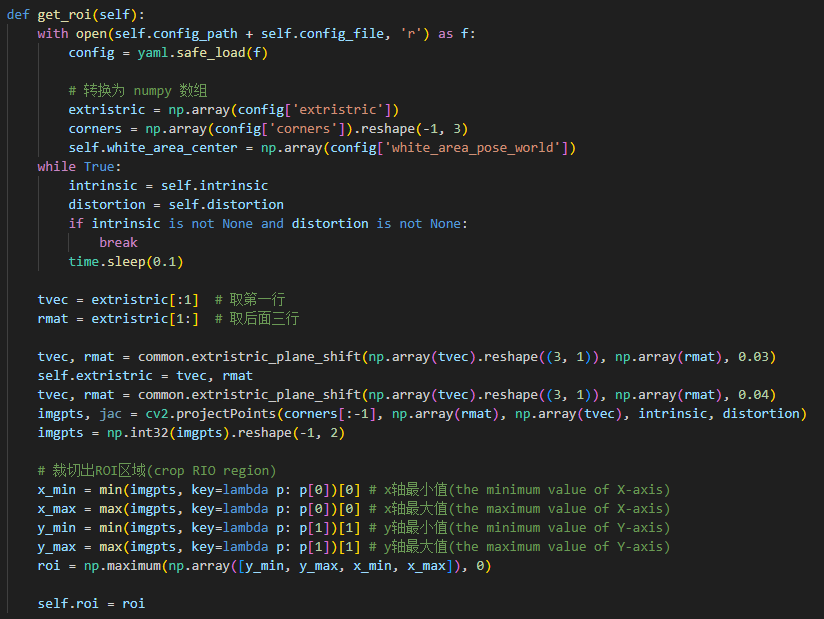 def get_roi(self):
    with open(self.config_path + self.config_file, 'r') as f:
        config = yaml.safe_load(f)

        # 转换为 numpy 数组
        extristric = np.array(config['extristric'])
        corners = np.array(config['corners']).reshape(-1, 3)
        self.white_area_center = np.array(config['white_area_pose_world'])
    while True:
        intrinsic = self.intrinsic
        distortion = self.distortion
        if intrinsic is not None and distortion is not None:
            break
        time.sleep(0.1)

    tvec = extristric[:1]  # 取第一行
    rmat = extristric[1:]  # 取后面三行

    tvec, rmat = common.extristric_plane_shift(np.array(tvec).reshape((3, 1)), np.array(rmat), 0.03)
    self.extristric = tvec, rmat
    tvec, rmat = common.extristric_plane_shift(np.array(tvec).reshape((3, 1)), np.array(rmat), 0.04)
    imgpts, jac = cv2.projectPoints(corners[:-1], np.array(rmat), np.array(tvec), intrinsic, distortion)
    imgpts = np.int32(imgpts).reshape(-1, 2)

    # 裁切出ROI区域(crop RIO region)
    x_min = min(imgpts, key=lambda p: p[0])[0] # x轴最小值(the minimum value of X-axis)
    x_max = max(imgpts, key=lambda p: p[0])[0] # x轴最大值(the maximum value of X-axis)
    y_min = min(imgpts, key=lambda p: p[1])[1] # y轴最小值(the minimum value of Y-axis)
    y_max = max(imgpts, key=lambda p: p[1])[1] # y轴最大值(the maximum value of Y-axis)
    roi = np.maximum(np.array([y_min, y_max, x_min, x_max]), 0)

    self.roi = roi